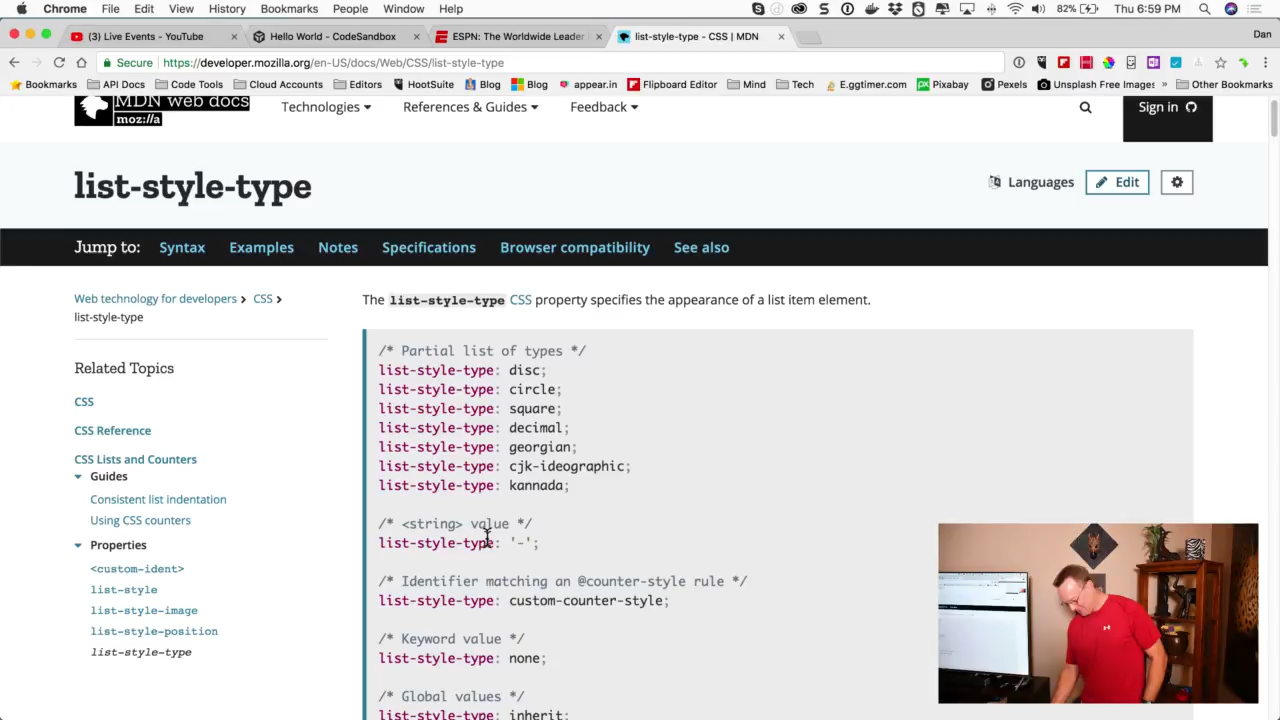 Chrome File Edit View History Bookmarks People Window Help 82% Thu 6:59 PM
(3) Live Events - YouTube Hello World - CodeSandbox ESPN: The Worldwide Leader list-style-type - CSS | MDN Dan
Secure https://developer.mozilla.org/en-US/docs/Web/CSS/list-style-type
Bookmarks API Docs Code Tools Cloud Accounts Editors HootSuite Blog Blog appear.in Flipboard Editor Mind Tech E.ggtimer.com Pixabay Pexels Unsplash Free Images » Other Bookmarks
MDN web docs
moz://a
Technologies References & Guides Feedback Sign in
list-style-type
Languages Edit
Jump to: Syntax Examples Notes Specifications Browser compatibility See also
Web technology for developers CSS
list-style-type
Related Topics
CSS
CSS Reference
CSS Lists and Counters
Guides
Consistent list indentation
Using CSS counters
Properties
<custom-ident>
list-style
list-style-image
list-style-position
list-style-type
The list-style-type CSS property specifies the appearance of a list item element.
/* Partial list of types */
list-style-type: disc;
list-style-type: circle;
list-style-type: square;
list-style-type: decimal;
list-style-type: georgian;
list-style-type: cjk-ideographic;
list-style-type: kannada;
/* <string> value */
list-style-type: '-';
/* Identifier matching an @counter-style rule */
list-style-type: custom-counter-style;
/* Keyword value */
list-style-type: none;
/* Global values */
list-style-type: inherit;